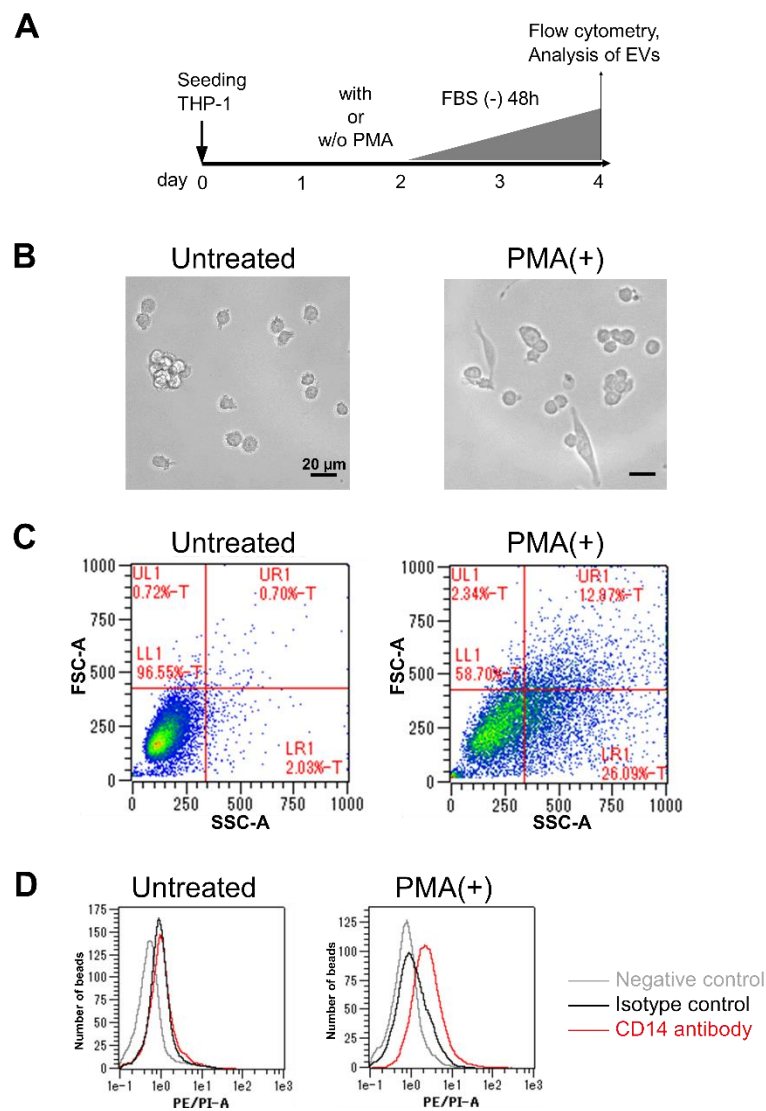 A
Flow cytometry,
Analysis of EVs
Seeding
THP-1
with
or
w/o PMA
FBS (-) 48h
day 0 1 2 3 4
B
Untreated
PMA(+)
20 µm
C
Untreated
PMA(+)
1000
750
500
250
0
FSC-A
UL1
0.72%-T
UR1
0.70%-T
LL1
96.55%-T
LR1
2.03%-T
0 250 500 750 1000
SSC-A
1000
750
500
250
0
FSC-A
UL1
2.34%-T
UR1
12.87%-T
LL1
58.70%-T
LR1
26.09%-T
0 250 500 750 1000
SSC-A
D
Untreated
PMA(+)
175
150
125
100
75
50
25
0
Number of beads
1e-1 1e0 1e1 1e2 1e3
PE/PI-A
125
100
75
50
25
0
Number of beads
1e-1 1e0 1e1 1e2 1e3
PE/PI-A
Negative control
Isotype control
CD14 antibody